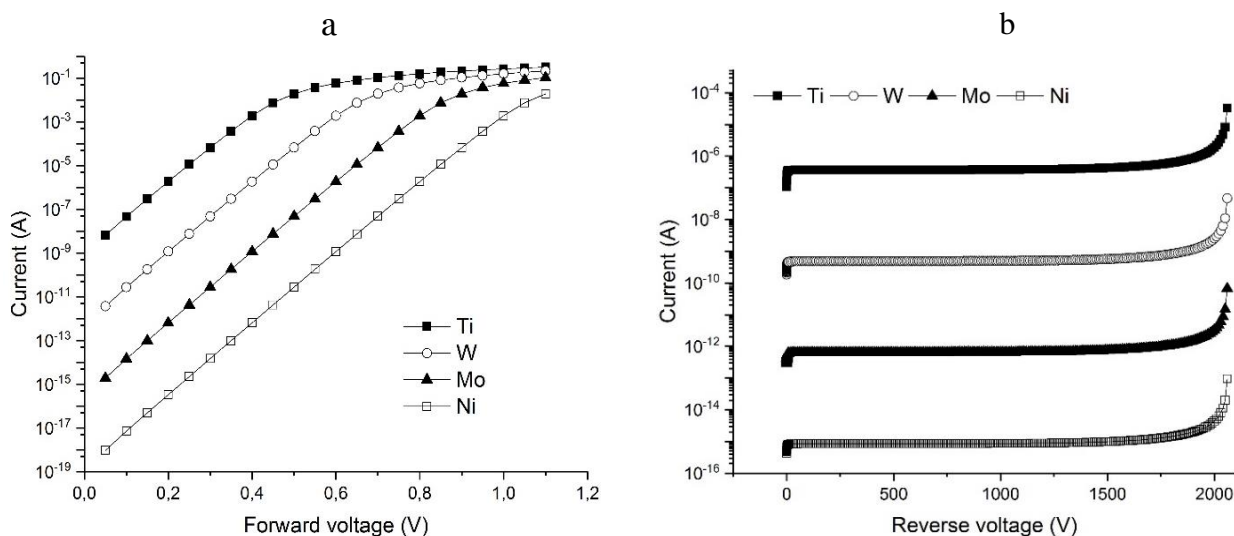 a
10⁻¹
10⁻³
10⁻⁵
10⁻⁷
10⁻⁹
10⁻¹¹
10⁻¹³
10⁻¹⁵
10⁻¹⁷
10⁻¹⁹
Current (A)
Ti
W
Mo
Ni
0,0 0,2 0,4 0,6 0,8 1,0 1,2
Forward voltage (V)
b
Ti W Mo Ni
10⁻⁴
10⁻⁶
10⁻⁸
10⁻¹⁰
10⁻¹²
10⁻¹⁴
10⁻¹⁶
Current (A)
0 500 1000 1500 2000
Reverse voltage (V)